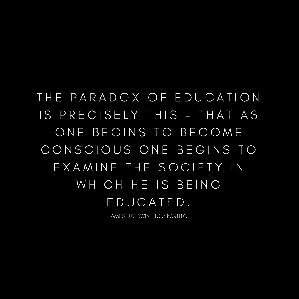 THE PARADOX OF EDUCATION
IS PRECISELY THIS - THAT AS
ONE BEGINS TO BECOME
CONSCIOUS ONE BEGINS TO
EXAMINE THE SOCIETY IN
WHICH HE IS BEING
EDUCATED.